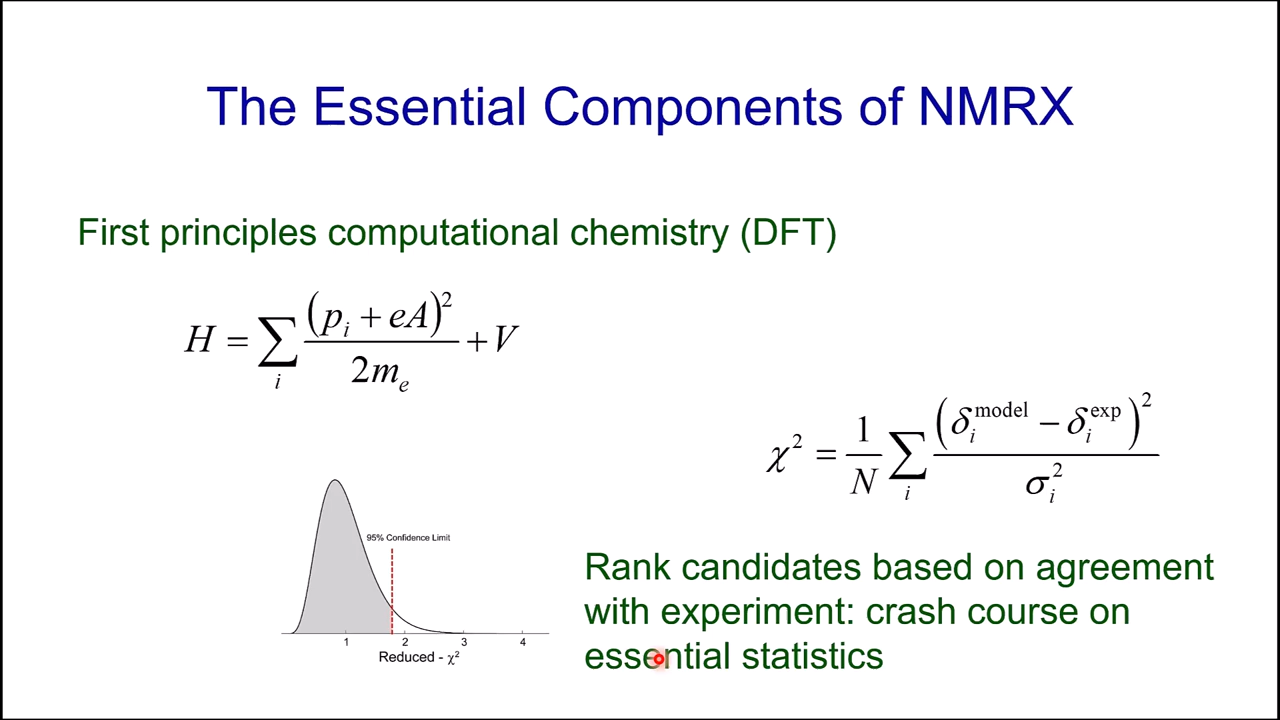 The Essential Components of NMRX
First principles computational chemistry (DFT)
H = ∑_i (p_i + eA)^2 / 2m_e + V
χ^2 = 1/N ∑_i (δ_i^model − δ_i^exp)^2 / σ_i^2
95% Confidence Limit
1 2 3 4
Reduced - χ^2
Rank candidates based on agreement
with experiment: crash course on
essential statistics